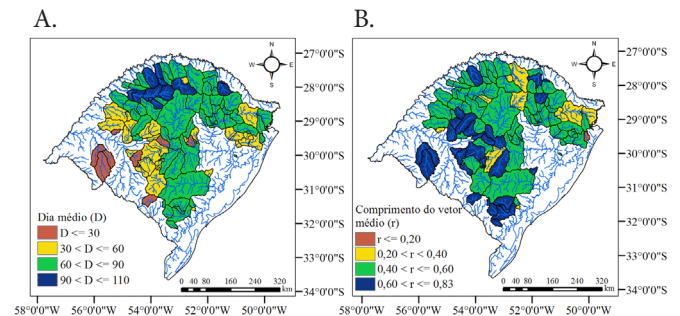 A.
B.
N
W E
S
N
W E
S
27°0'0"S
28°0'0"S
29°0'0"S
30°0'0"S
31°0'0"S
32°0'0"S
33°0'0"S
34°0'0"S
27°0'0"S
28°0'0"S
29°0'0"S
30°0'0"S
31°0'0"S
32°0'0"S
33°0'0"S
34°0'0"S
Dia médio (D)
D <= 30
30 < D <= 60
60 < D <= 90
90 < D <= 110
0 40 80 160 240 320
km
Comprimento do vetor
médio (r)
r <= 0,20
0,20 < r < 0,40
0,40 < r <= 0,60
0,60 < r <= 0,83
0 40 80 160 240 320
km
58°0'0"O 56°0'0"O 54°0'0"O 52°0'0"O 50°0'0"O
58°0'0"O 56°0'0"O 54°0'0"O 52°0'0"O 50°0'0"O